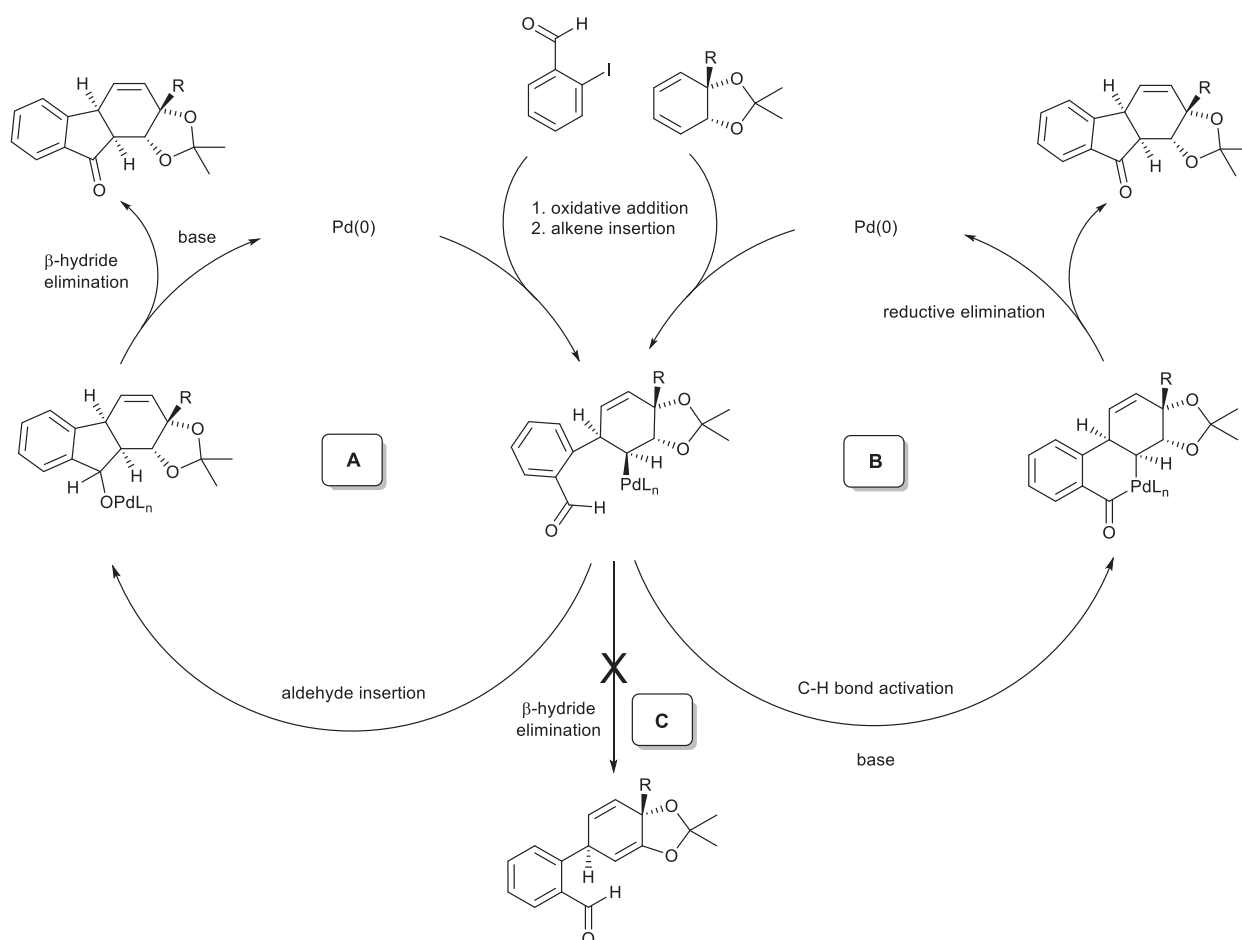 O H
I
R O
O
H R
O
O
H
O
H R
O
O
H
O
1. oxidative addition
2. alkene insertion
base
Pd(0)
Pd(0)
β-hydride
elimination
reductive elimination
H R
O
O
H
H
OPdLn
A
R
O
H
O
H
PdLn
H
O
B
R
O
H
O
H
PdLn
O
aldehyde insertion
C-H bond activation
X
β-hydride
elimination
C
base
R
O
O
H
H
O